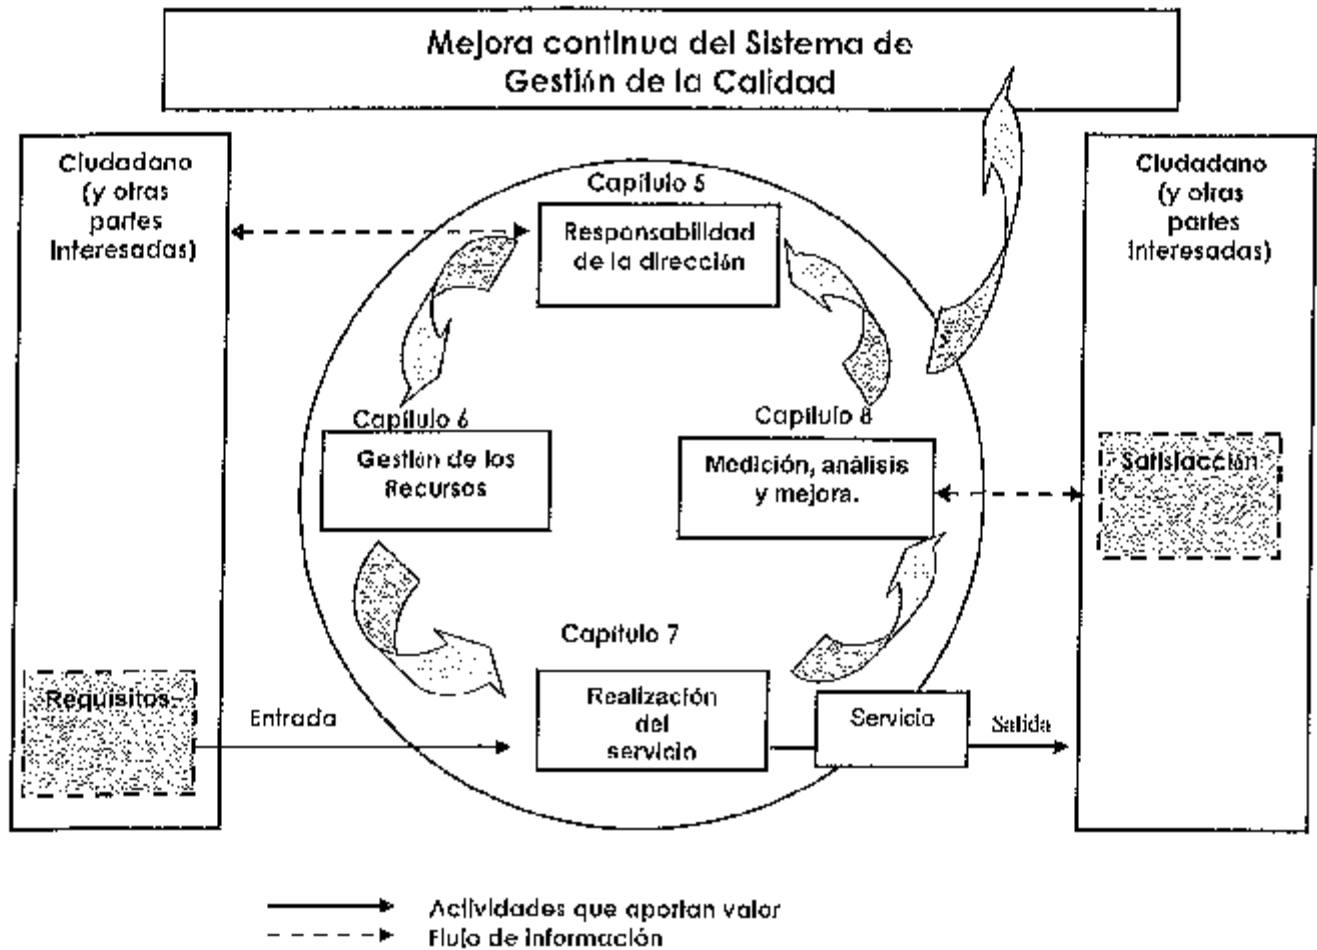 Mejora continua del Sistema de
Gestión de la Calidad
Ciudadano
(y otras
partes
interesadas)
Capítulo 5
Responsabilidad
de la dirección
Ciudadano
(y otras
partes
interesadas)
Capítulo 6
Gestión de los
Recursos
Capítulo 8
Medición, análisis
y mejora.
Satisfacción
Capítulo 7
Requisitos
Entrada
Realización
del
servicio
Servicio
Salida
Actividades que aportan valor
Flujo de información